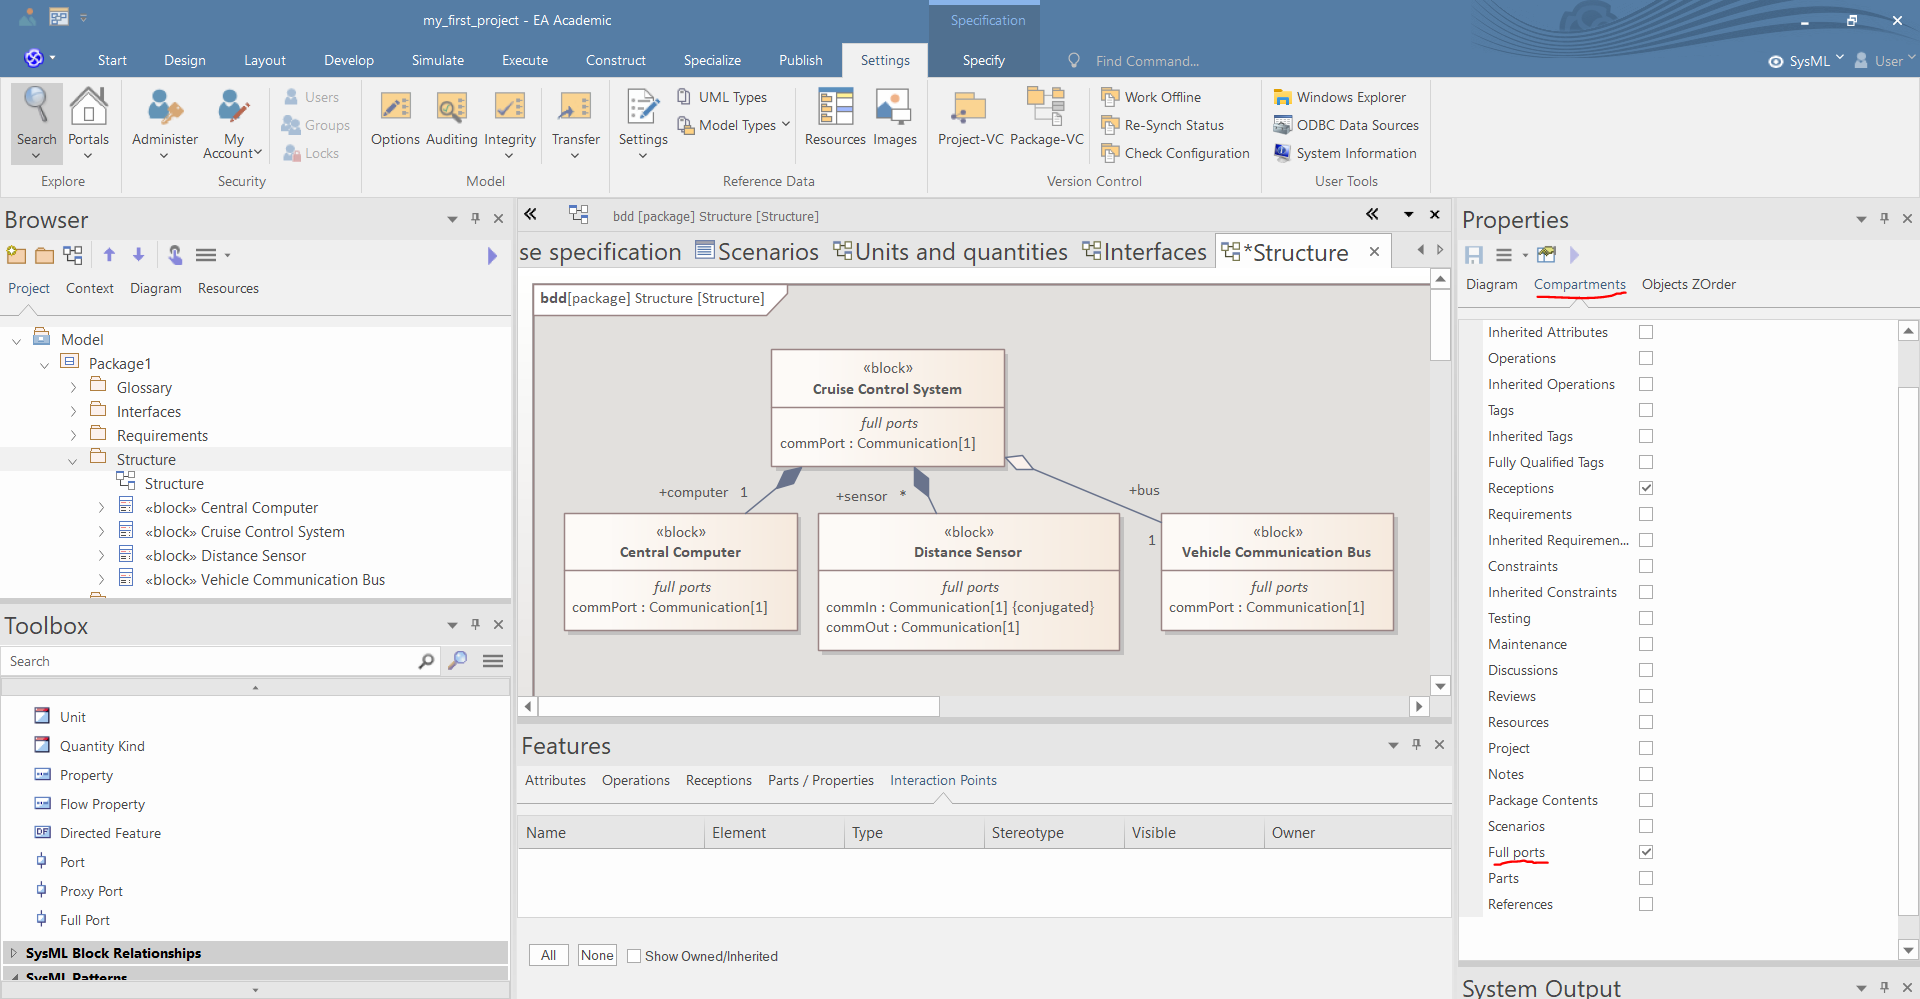 my_first_project - EA Academic
Specification
Start
Design
Layout
Develop
Simulate
Execute
Construct
Specialize
Publish
Settings
Specify
Find Command...
SysML
User
Search
Portals
Explore
Administer
My Account
Users
Groups
Locks
Security
Options
Auditing
Integrity
Transfer
Model
Settings
UML Types
Model Types
Resources
Images
Reference Data
Project-VC
Package-VC
Work Offline
Re-Synch Status
Check Configuration
Version Control
Windows Explorer
ODBC Data Sources
System Information
User Tools
Browser
Project
Context
Diagram
Resources
Model
Package1
Glossary
Interfaces
Requirements
Structure
Structure
«block» Central Computer
«block» Cruise Control System
«block» Distance Sensor
«block» Vehicle Communication Bus
Toolbox
Search
Unit
Quantity Kind
Property
Flow Property
DF Directed Feature
Port
Proxy Port
Full Port
SysML Block Relationships
SysML Patterns
bdd [package] Structure [Structure]
se specification
Scenarios
Units and quantities
Interfaces
*Structure
bdd[package] Structure [Structure]
«block»
Cruise Control System
full ports
commPort : Communication[1]
+computer 1
+sensor *
+bus
1
«block»
Central Computer
full ports
commPort : Communication[1]
«block»
Distance Sensor
full ports
commIn : Communication[1] {conjugated}
commOut : Communication[1]
«block»
Vehicle Communication Bus
full ports
commPort : Communication[1]
Features
Attributes
Operations
Receptions
Parts / Properties
Interaction Points
Name
Element
Type
Stereotype
Visible
Owner
All
None
Show Owned/Inherited
Properties
Diagram
Compartments
Objects ZOrder
Inherited Attributes
Operations
Inherited Operations
Tags
Inherited Tags
Fully Qualified Tags
Receptions
Requirements
Inherited Requiremen...
Constraints
Inherited Constraints
Testing
Maintenance
Discussions
Reviews
Resources
Project
Notes
Package Contents
Scenarios
Full ports
Parts
References
System Output